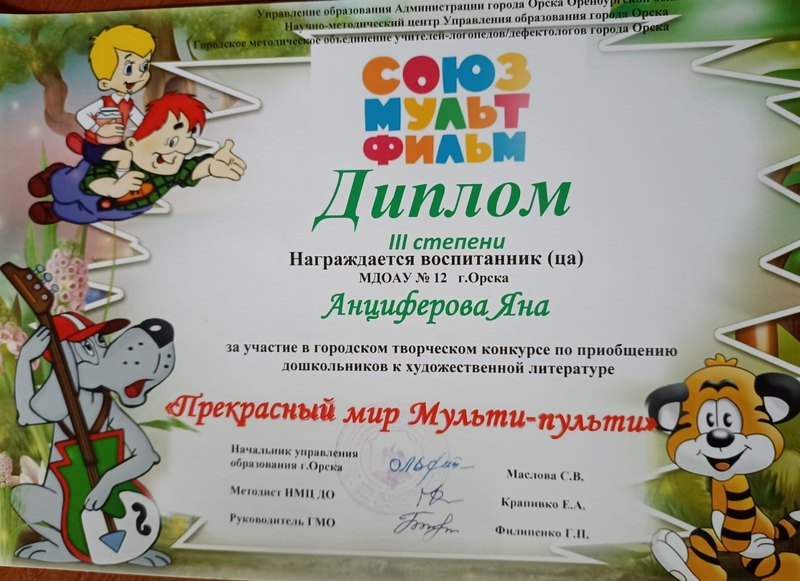 Управление образования Администрации города Орска Оренбургской
Научно-методический центр Управления образования города Орска
Городское методическое объединение учителей-логопедов/дефектологов города Орска
СОЮЗ
МУЛЬТ
ФИЛЬМ
Диплом
III степени
Награждается воспитанник (ца)
МДОАУ № 12 г.Орска
Анциферова Яна
за участие в городском творческом конкурсе по приобщению
дошкольников к художественной литературе
«Прекрасный мир Мульти-пульти»
Начальник управления
образования г.Орска
Маслова С.В.
Методист НМЦ ДО
Крапивко Е.А.
Руководитель ГМО
Филипенко Г.П.